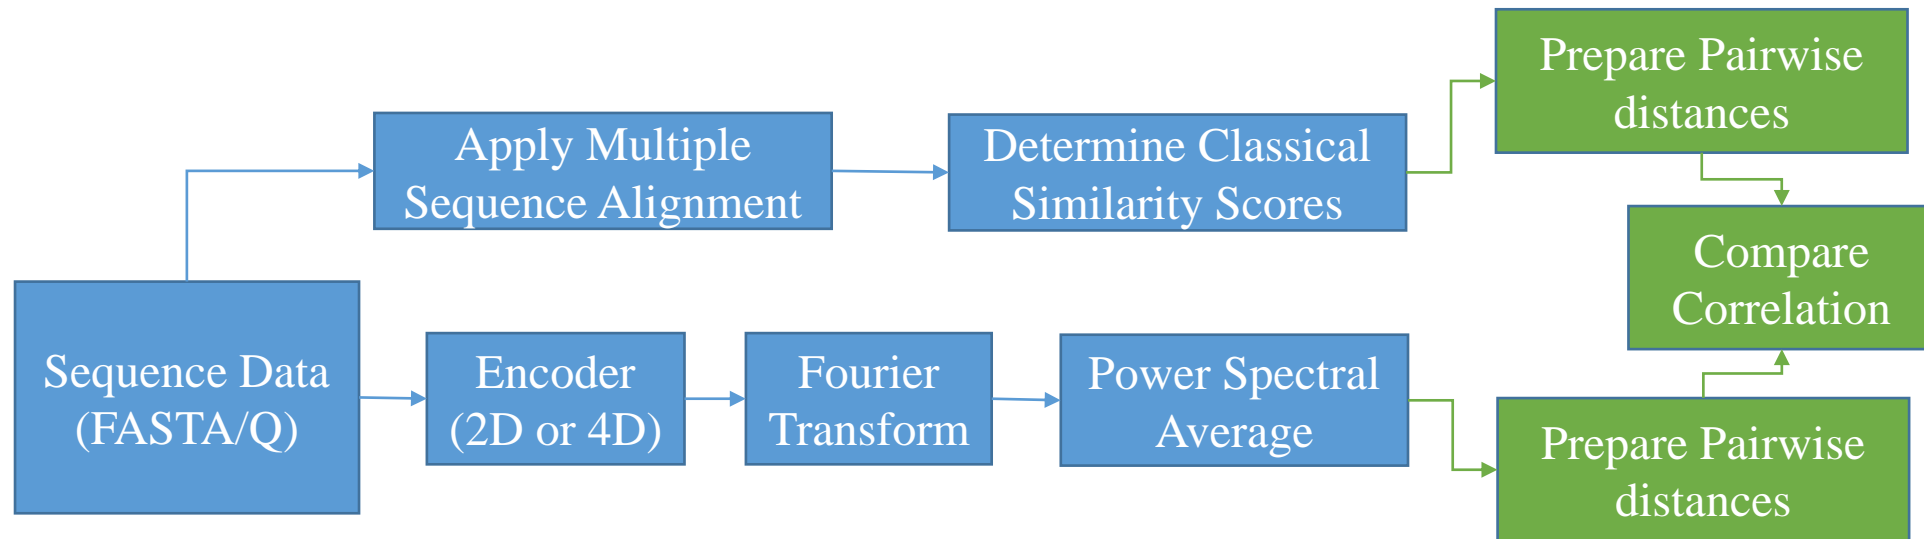 Prepare Pairwise
distances
Apply Multiple
Sequence Alignment
Determine Classical
Similarity Scores
Compare
Correlation
Sequence Data
(FASTA/Q)
Encoder
(2D or 4D)
Fourier
Transform
Power Spectral
Average
Prepare Pairwise
distances